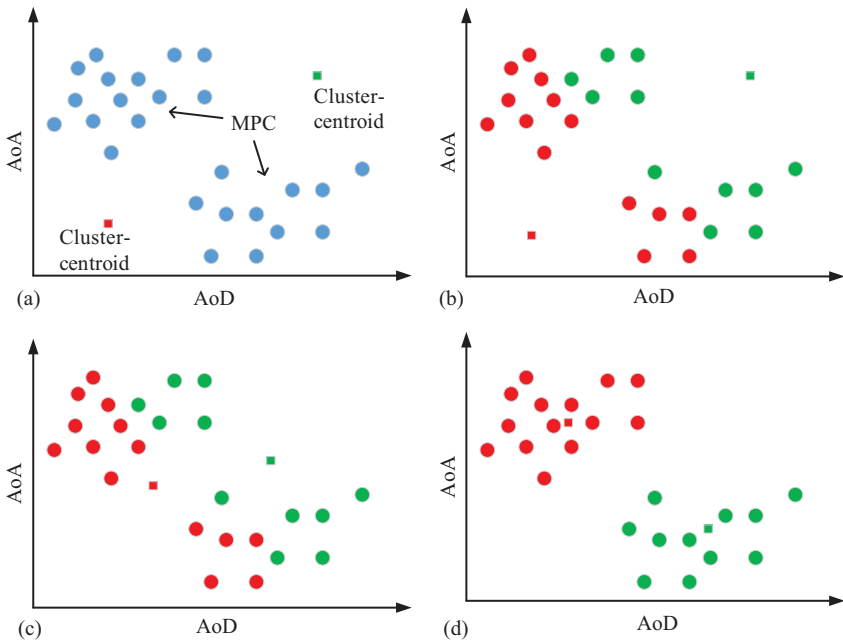 AoA
Cluster-
centroid
MPC
Cluster-
centroid
(a)
AoD
AoA
(b)
AoD
AoA
(c)
AoD
AoA
(d)
AoD